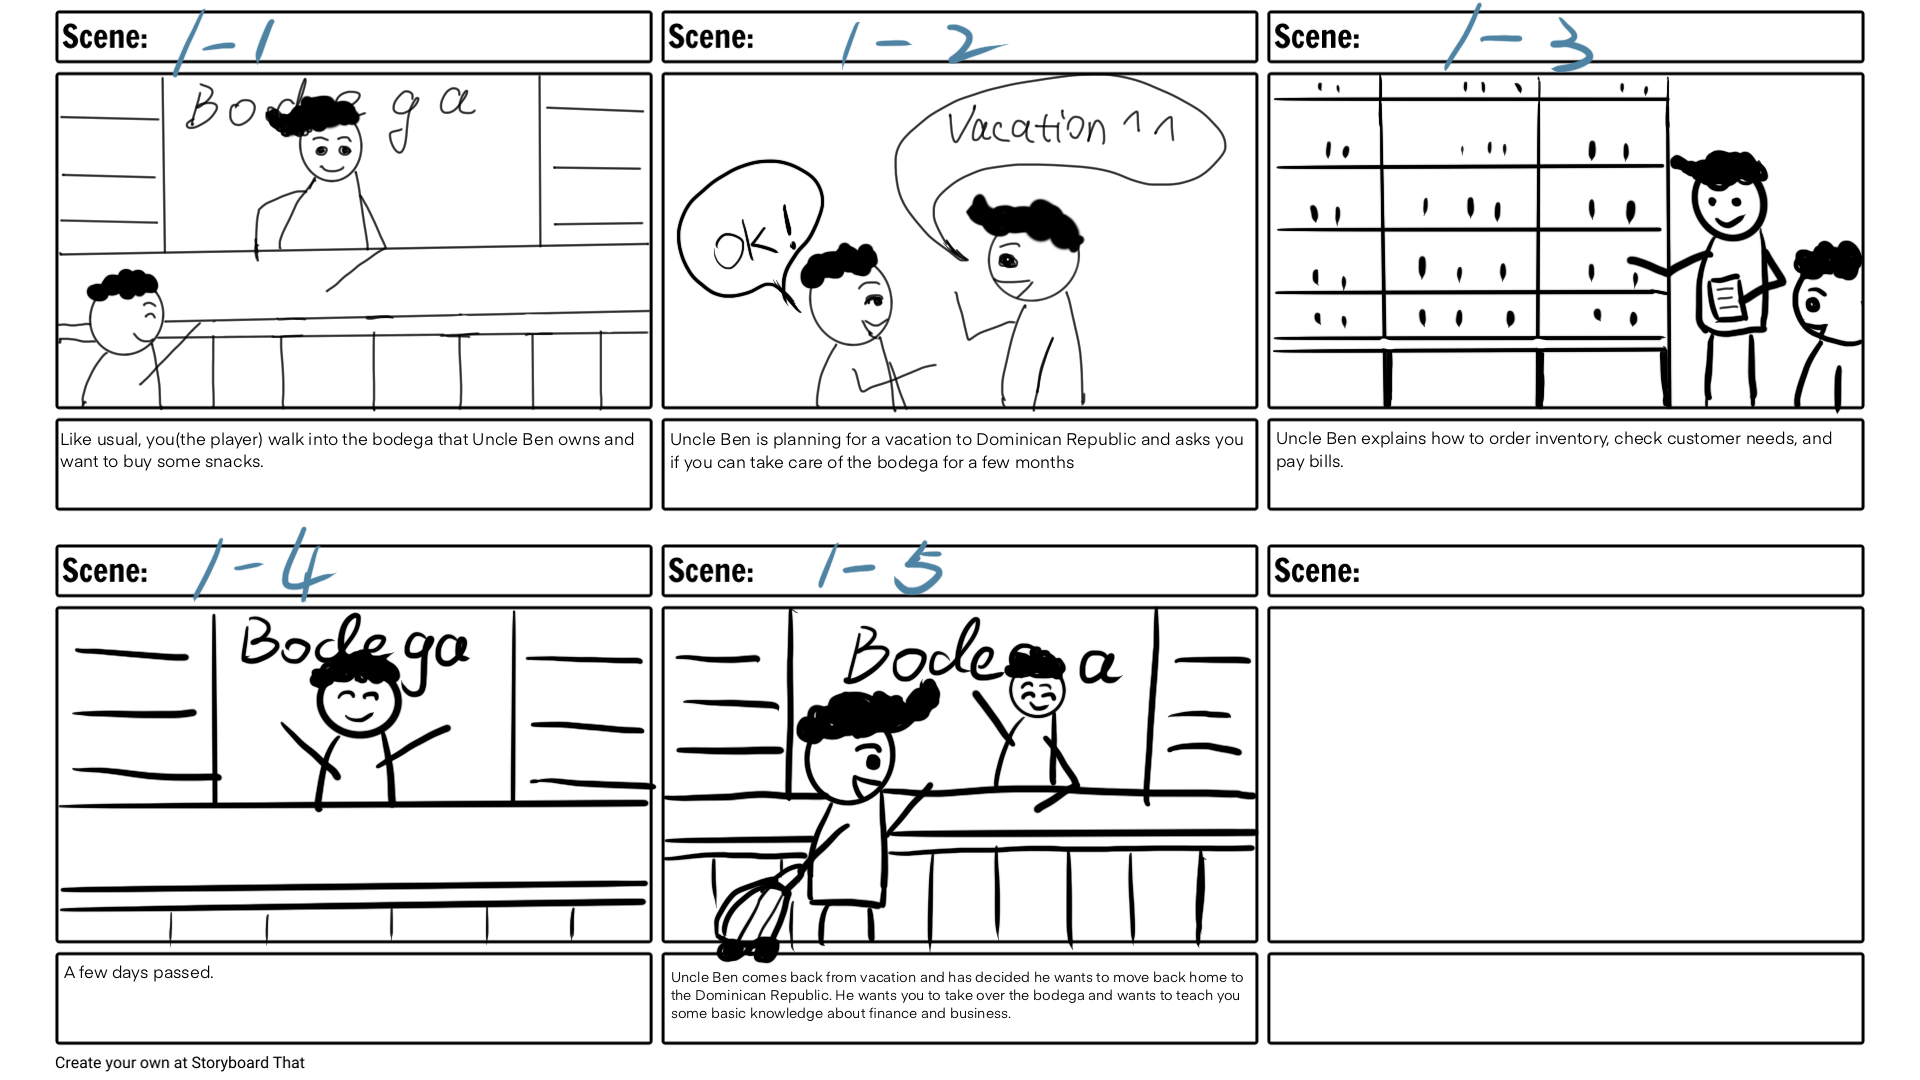 Scene: 1-1
Bodega
Like usual, you(the player) walk into the bodega that Uncle Ben owns and
want to buy some snacks.
Scene: 1-2
Vacation ^^
OK!
Uncle Ben is planning for a vacation to Dominican Republic and asks you
if you can take care of the bodega for a few months
Scene: 1-3
Uncle Ben explains how to order inventory, check customer needs, and
pay bills.
Scene: 1-4
Bodega
A few days passed.
Scene: 1-5
Bode a
Uncle Ben comes back from vacation and has decided he wants to move back home to
the Dominican Republic. He wants you to take over the bodega and wants to teach you
some basic knowledge about finance and business.
Scene:
Create your own at Storyboard That